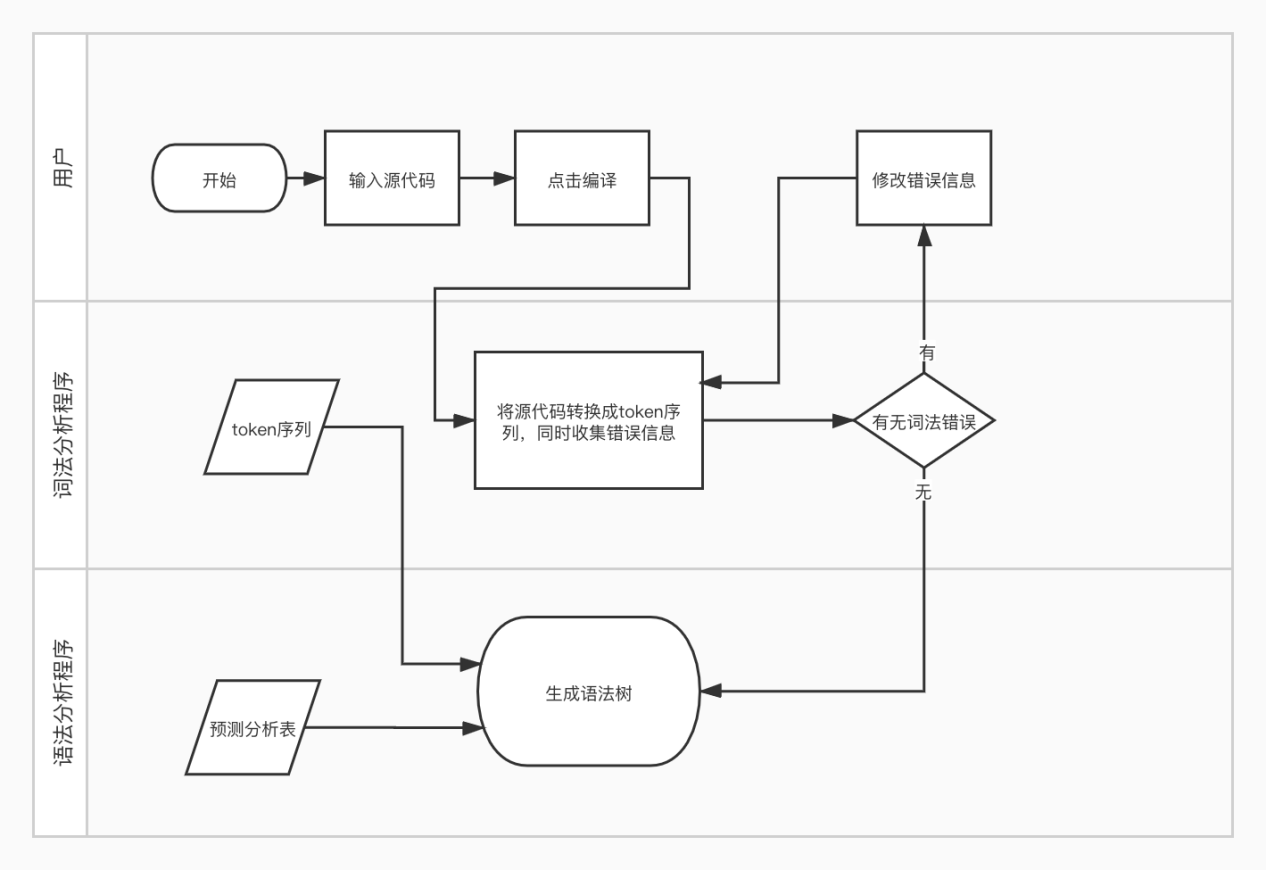 用户
开始
输入源代码
点击编译
修改错误信息
词法分析程序
有
token序列
将源代码转换成token序
列，同时收集错误信息
有无词法错误
无
语法分析程序
生成语法树
预测分析表